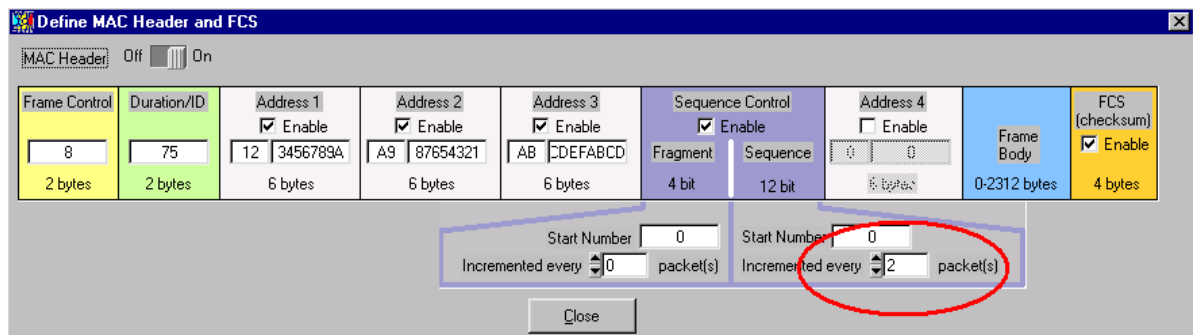 Define MAC Header and FCS
MAC Header Off On
Frame Control Duration/ID Address 1 Address 2 Address 3 Sequence Control Address 4 Frame Body FCS (checksum)
Enable Enable Enable Enable Enable Enable
8 75 12 3456789A A9 87654321 AB CDEFABCD Fragment Sequence 0 0
2 bytes 2 bytes 6 bytes 6 bytes 6 bytes 4 bit 12 bit 6 bytes 0-2312 bytes 4 bytes
Start Number 0 Start Number 0
Incremented every 0 packet(s) Incremented every 2 packet(s)
Close